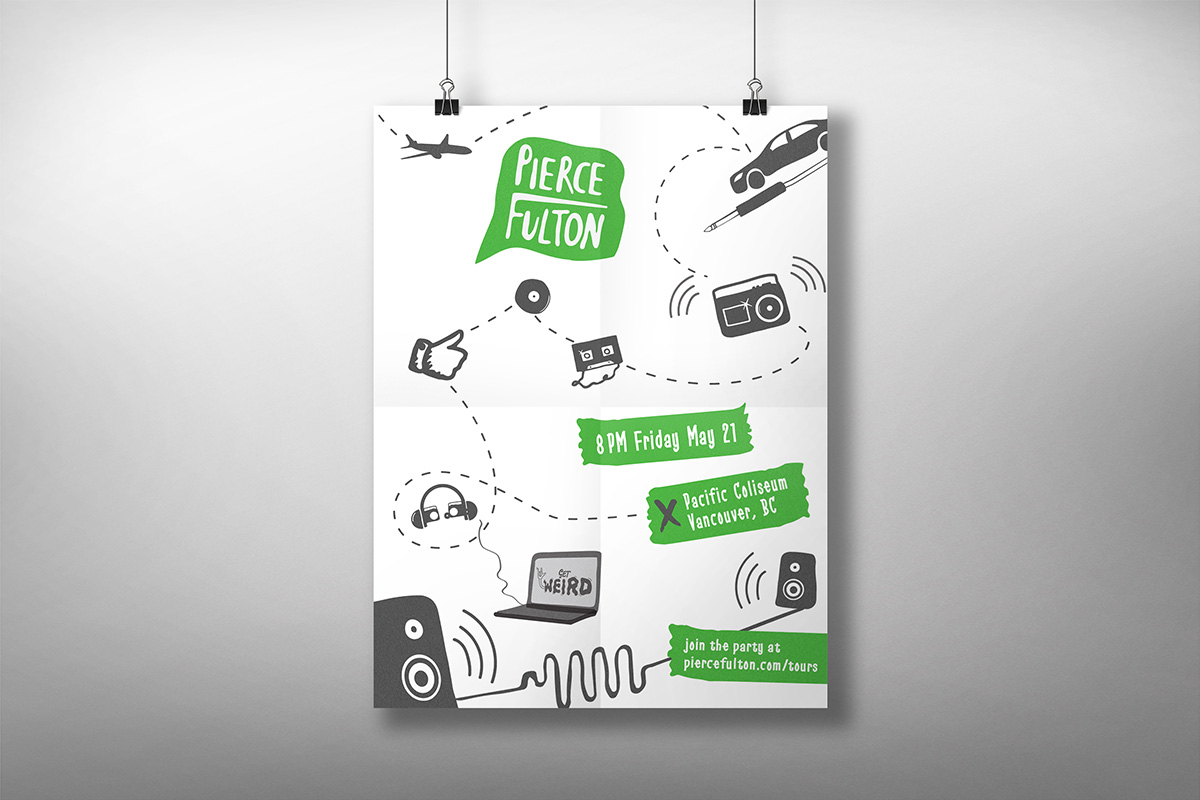 PIERCE
FULTON
8 PM Friday May 21
X Pacific Coliseum
Vancouver, BC
GET
WEIRD
join the party at
piercefulton.com/tours